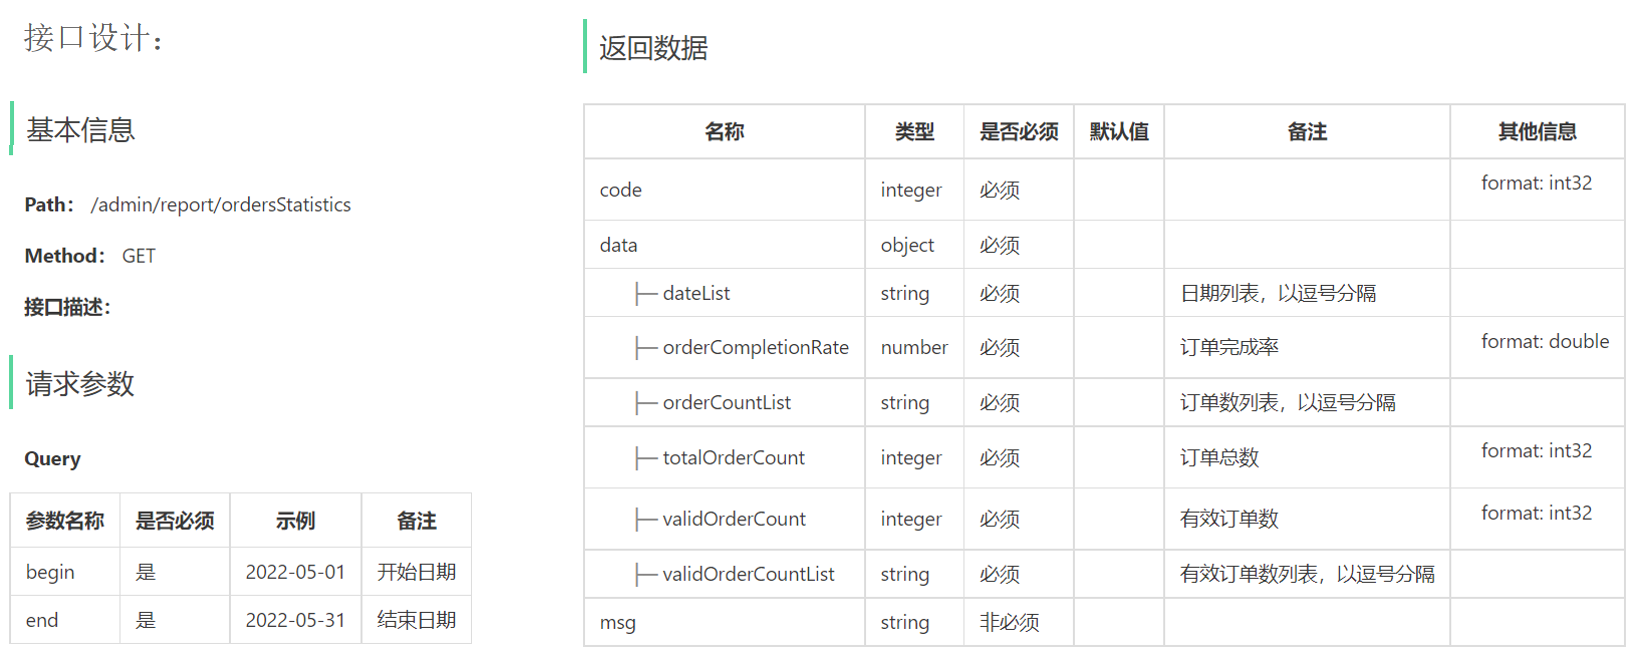 接口设计：
基本信息
Path： /admin/report/ordersStatistics
Method： GET
接口描述：
请求参数
Query
参数名称 是否必须 示例 备注
begin 是 2022-05-01 开始日期
end 是 2022-05-31 结束日期
返回数据
名称 类型 是否必须 默认值 备注 其他信息
code integer 必须 format: int32
data object 必须
├─ dateList string 必须 日期列表，以逗号分隔
├─ orderCompletionRate number 必须 订单完成率 format: double
├─ orderCountList string 必须 订单数列表，以逗号分隔
├─ totalOrderCount integer 必须 订单总数 format: int32
├─ validOrderCount integer 必须 有效订单数 format: int32
├─ validOrderCountList string 必须 有效订单数列表，以逗号分隔
msg string 非必须